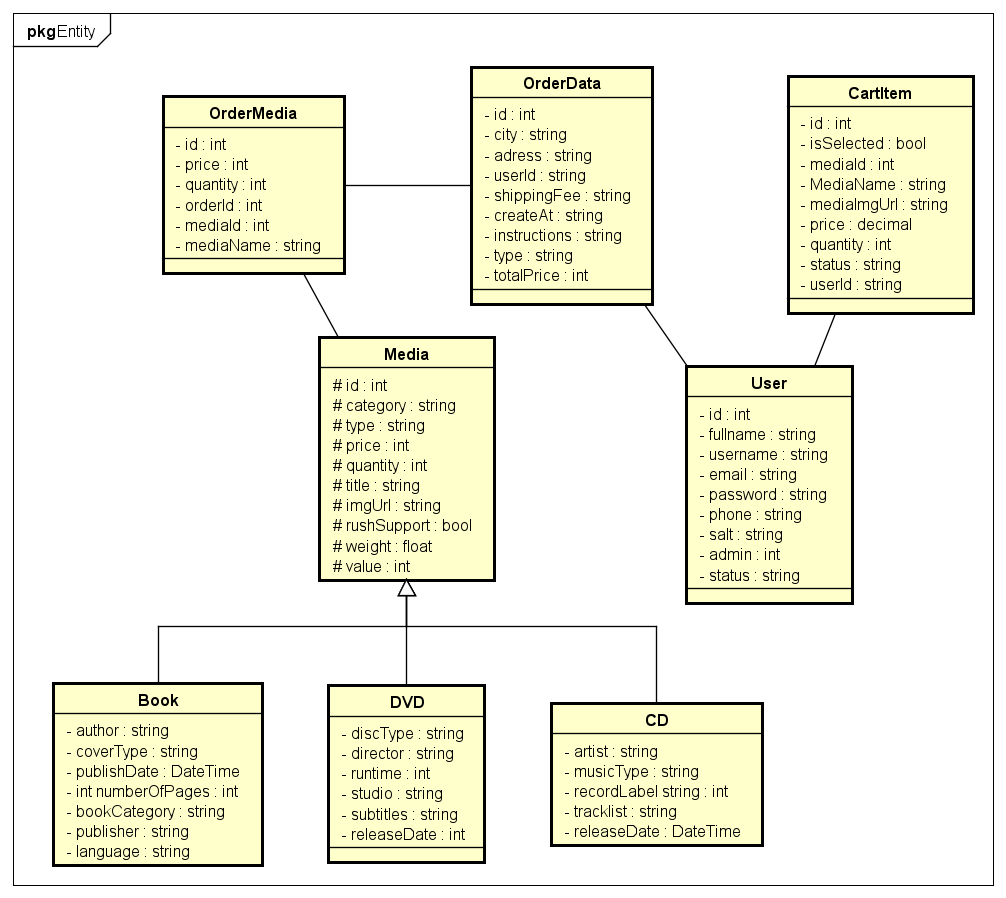 pkg Entity
OrderMedia
- id : int
- price : int
- quantity : int
- orderId : int
- mediaId : int
- mediaName : string
OrderData
- id : int
- city : string
- adress : string
- userId : string
- shippingFee : string
- createAt : string
- instructions : string
- type : string
- totalPrice : int
CartItem
- id : int
- isSelected : bool
- mediaId : int
- MediaName : string
- mediaImgUrl : string
- price : decimal
- quantity : int
- status : string
- userId : string
Media
# id : int
# category : string
# type : string
# price : int
# quantity : int
# title : string
# imgUrl : string
# rushSupport : bool
# weight : float
# value : int
User
- id : int
- fullname : string
- username : string
- email : string
- password : string
- phone : string
- salt : string
- admin : int
- status : string
Book
- author : string
- coverType : string
- publishDate : DateTime
- int numberOfPages : int
- bookCategory : string
- publisher : string
- language : string
DVD
- discType : string
- director : string
- runtime : int
- studio : string
- subtitles : string
- releaseDate : int
CD
- artist : string
- musicType : string
- recordLabel string : int
- tracklist : string
- releaseDate : DateTime